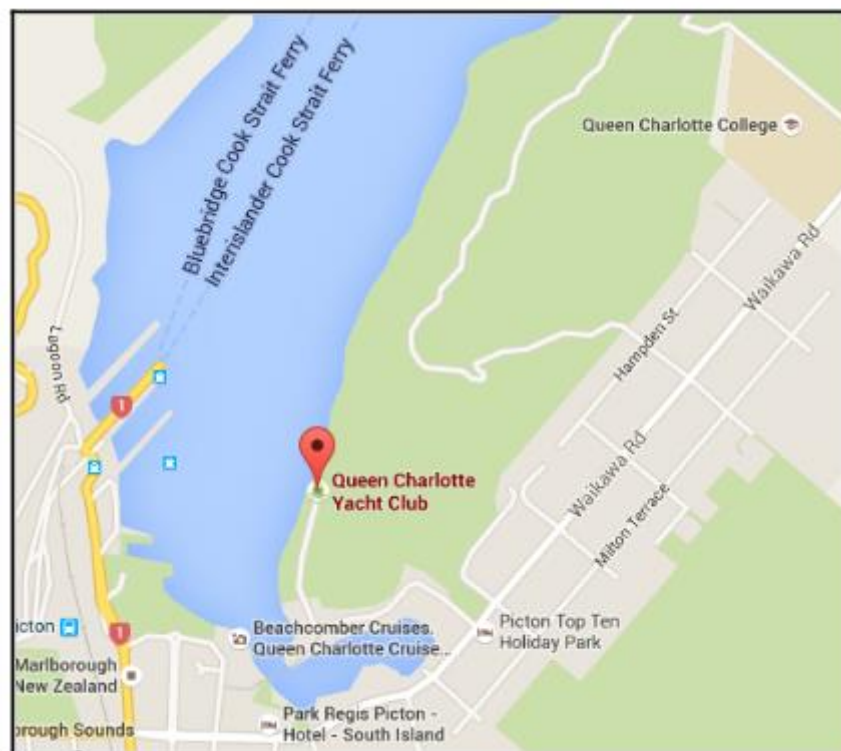 Bluebridge Cook Strait Ferry
Interislander Cook Strait Ferry
Queen Charlotte College
Waikawa Rd
Hampden St
Lagoon Rd
1
Queen Charlotte
Yacht Club
Waikawa Rd
Milton Terrace
icton
1
Beachcomber Cruises.
Queen Charlotte Cruise...
Picton Top Ten
Holiday Park
Marlborough
New Zealand
Park Regis Picton -
Hotel - South Island
orough Sounds